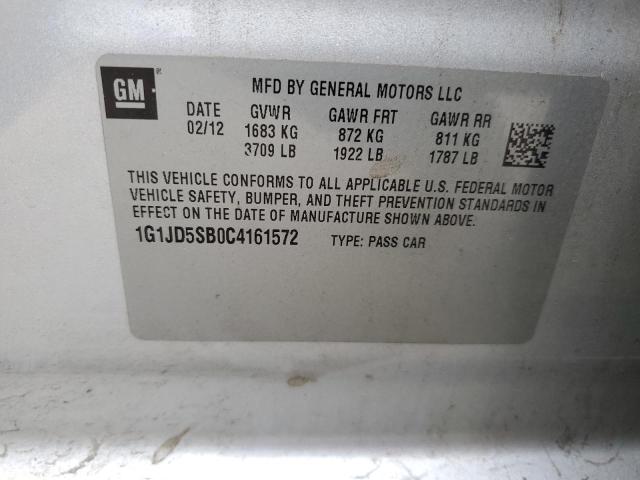 GM
MFD BY GENERAL MOTORS LLC
DATE GVWR GAWR FRT GAWR RR
02/12 1683 KG 872 KG 811 KG
3709 LB 1922 LB 1787 LB
THIS VEHICLE CONFORMS TO ALL APPLICABLE U.S. FEDERAL MOTOR
VEHICLE SAFETY, BUMPER, AND THEFT PREVENTION STANDARDS IN
EFFECT ON THE DATE OF MANUFACTURE SHOWN ABOVE.
1G1JD5SB0C4161572 TYPE: PASS CAR